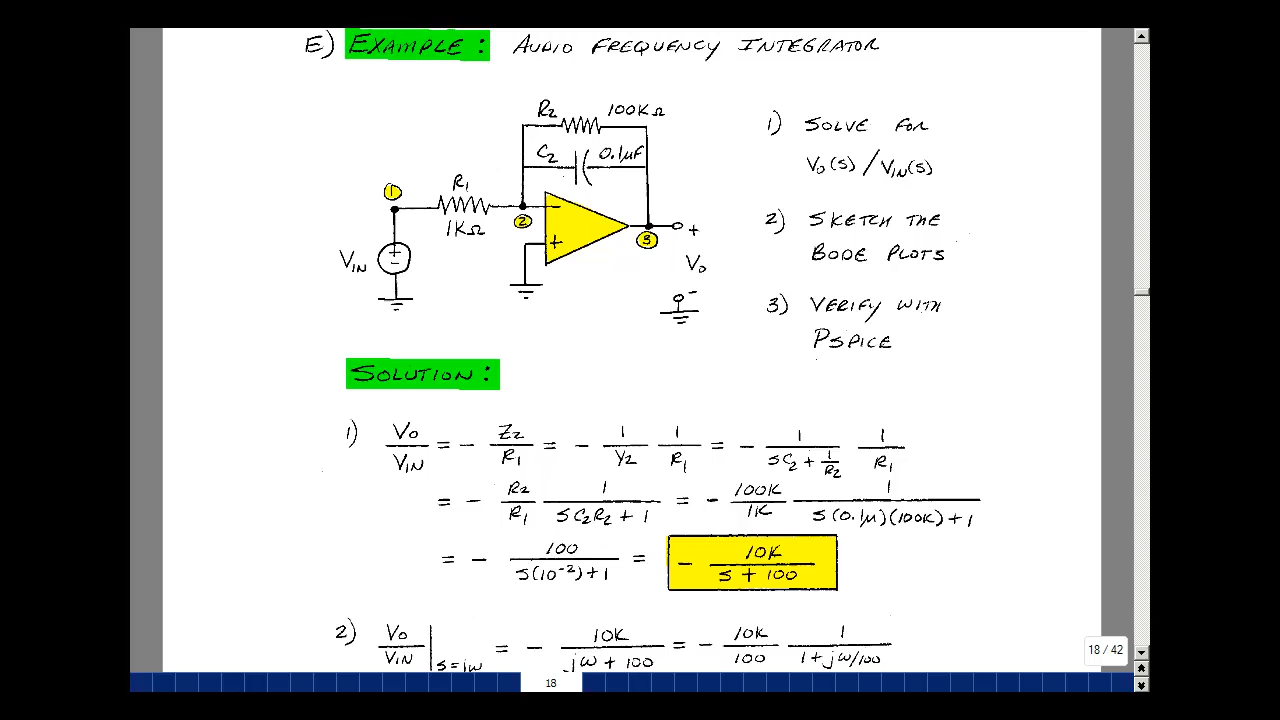 E) EXAMPLE: AUDIO FREQUENCY INTEGRATOR
R2 100KΩ
C2 0.1μF
1
R1
1KΩ
2
3
- +
VIN
+ -
+
Vo
-
1) SOLVE FOR
Vo(s) / VIN(s)
2) SKETCH THE
BODE PLOTS
3) VERIFY WITH
PSPICE
SOLUTION:
1) Vo/VIN = - Z2/R1 = - 1/Y2 1/R1 = - 1/(sC2 + 1/R2) 1/R1
= - R2/R1 1/(sC2R2 + 1) = - 100K/1K 1/(s(0.1μ)(100K) + 1)
= - 100/(s(10^-2) + 1) = - 10K/(s + 100)
2) Vo/VIN | s = jω = - 10K/(jω + 100) = - 10K/100 1/(1 + jω/100)
18 / 42
18